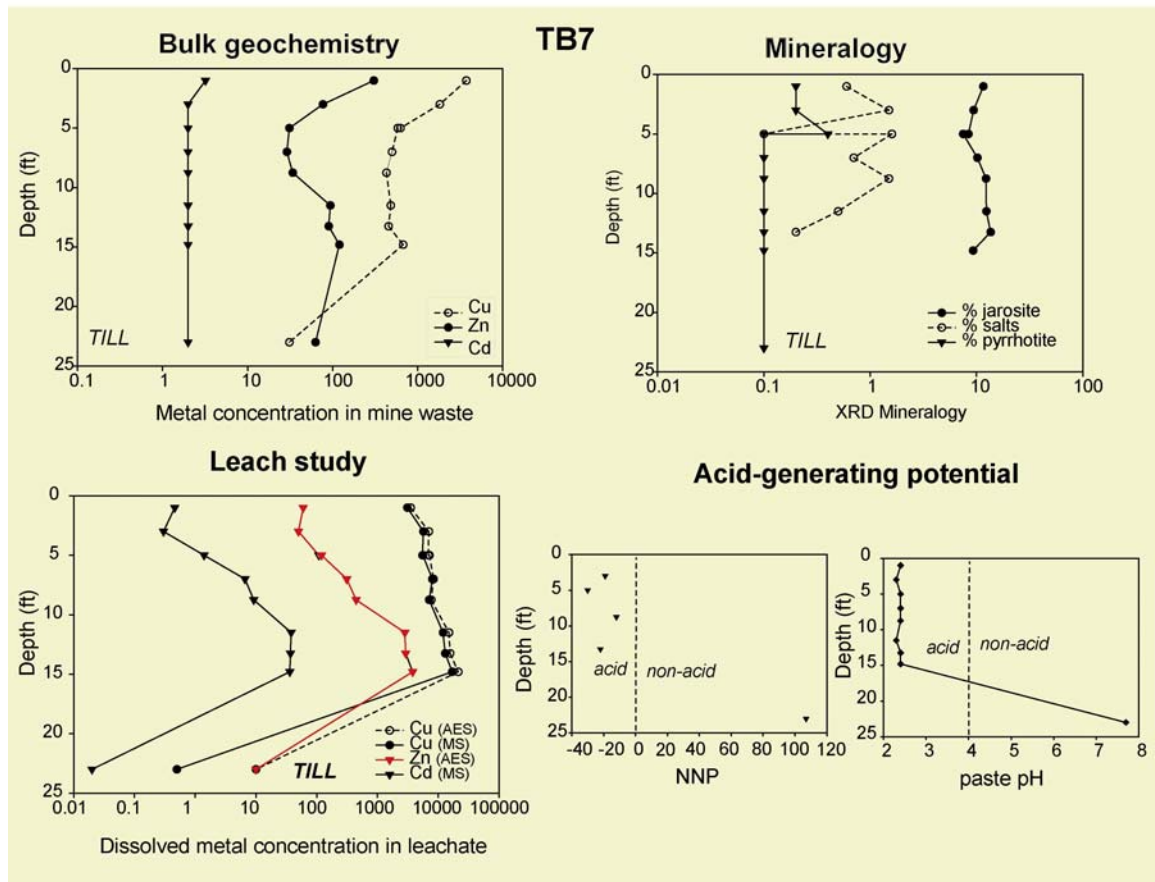 TB7
Bulk geochemistry
0
5
10
15
20
25
Depth (ft)
TILL
Cu
Zn
Cd
0.1 1 10 100 1000 10000
Metal concentration in mine waste
Mineralogy
0
5
10
15
20
25
Depth (ft)
TILL
% jarosite
% salts
% pyrrhotite
0.01 0.1 1 10 100
XRD Mineralogy
Leach study
0
5
10
15
20
25
Depth (ft)
TILL
Cu (AES)
Cu (MS)
Zn (AES)
Cd (MS)
0.01 0.1 1 10 100 1000 10000 100000
Dissolved metal concentration in leachate
Acid-generating potential
0
5
10
15
20
25
Depth (ft)
acid non-acid
-40 -20 0 20 40 60 80 100 120
NNP
0
5
10
15
20
25
Depth (ft)
acid non-acid
2 3 4 5 6 7 8
paste pH